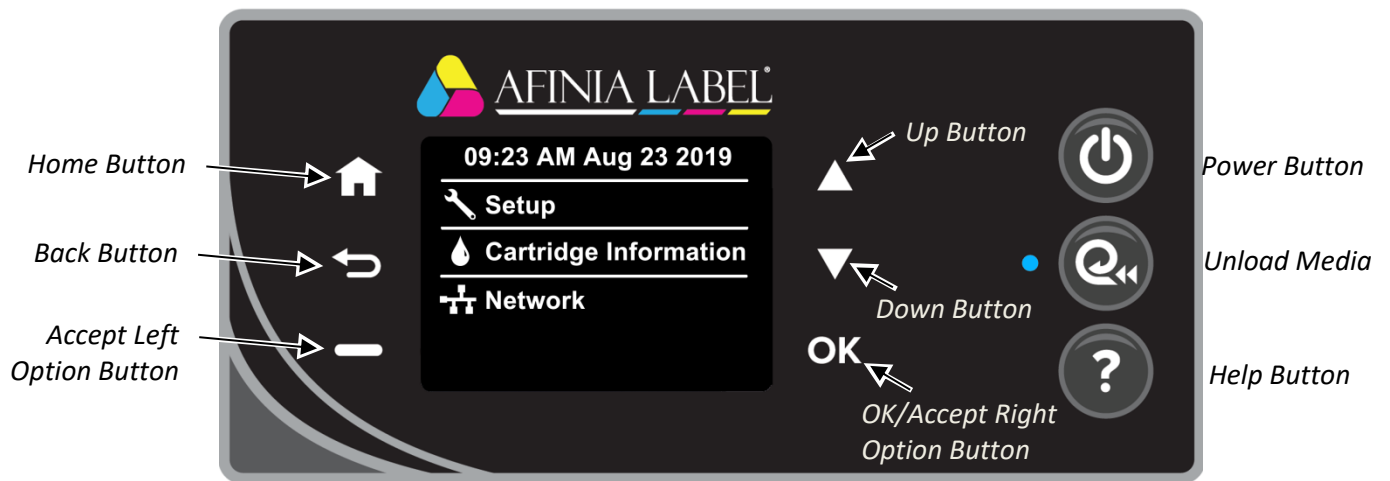 AFINIA LABEL®
Home Button
Back Button
Accept Left
Option Button
09:23 AM Aug 23 2019
Setup
Cartridge Information
Network
Up Button
Down Button
OK
OK/Accept Right
Option Button
?
Power Button
Unload Media
Help Button